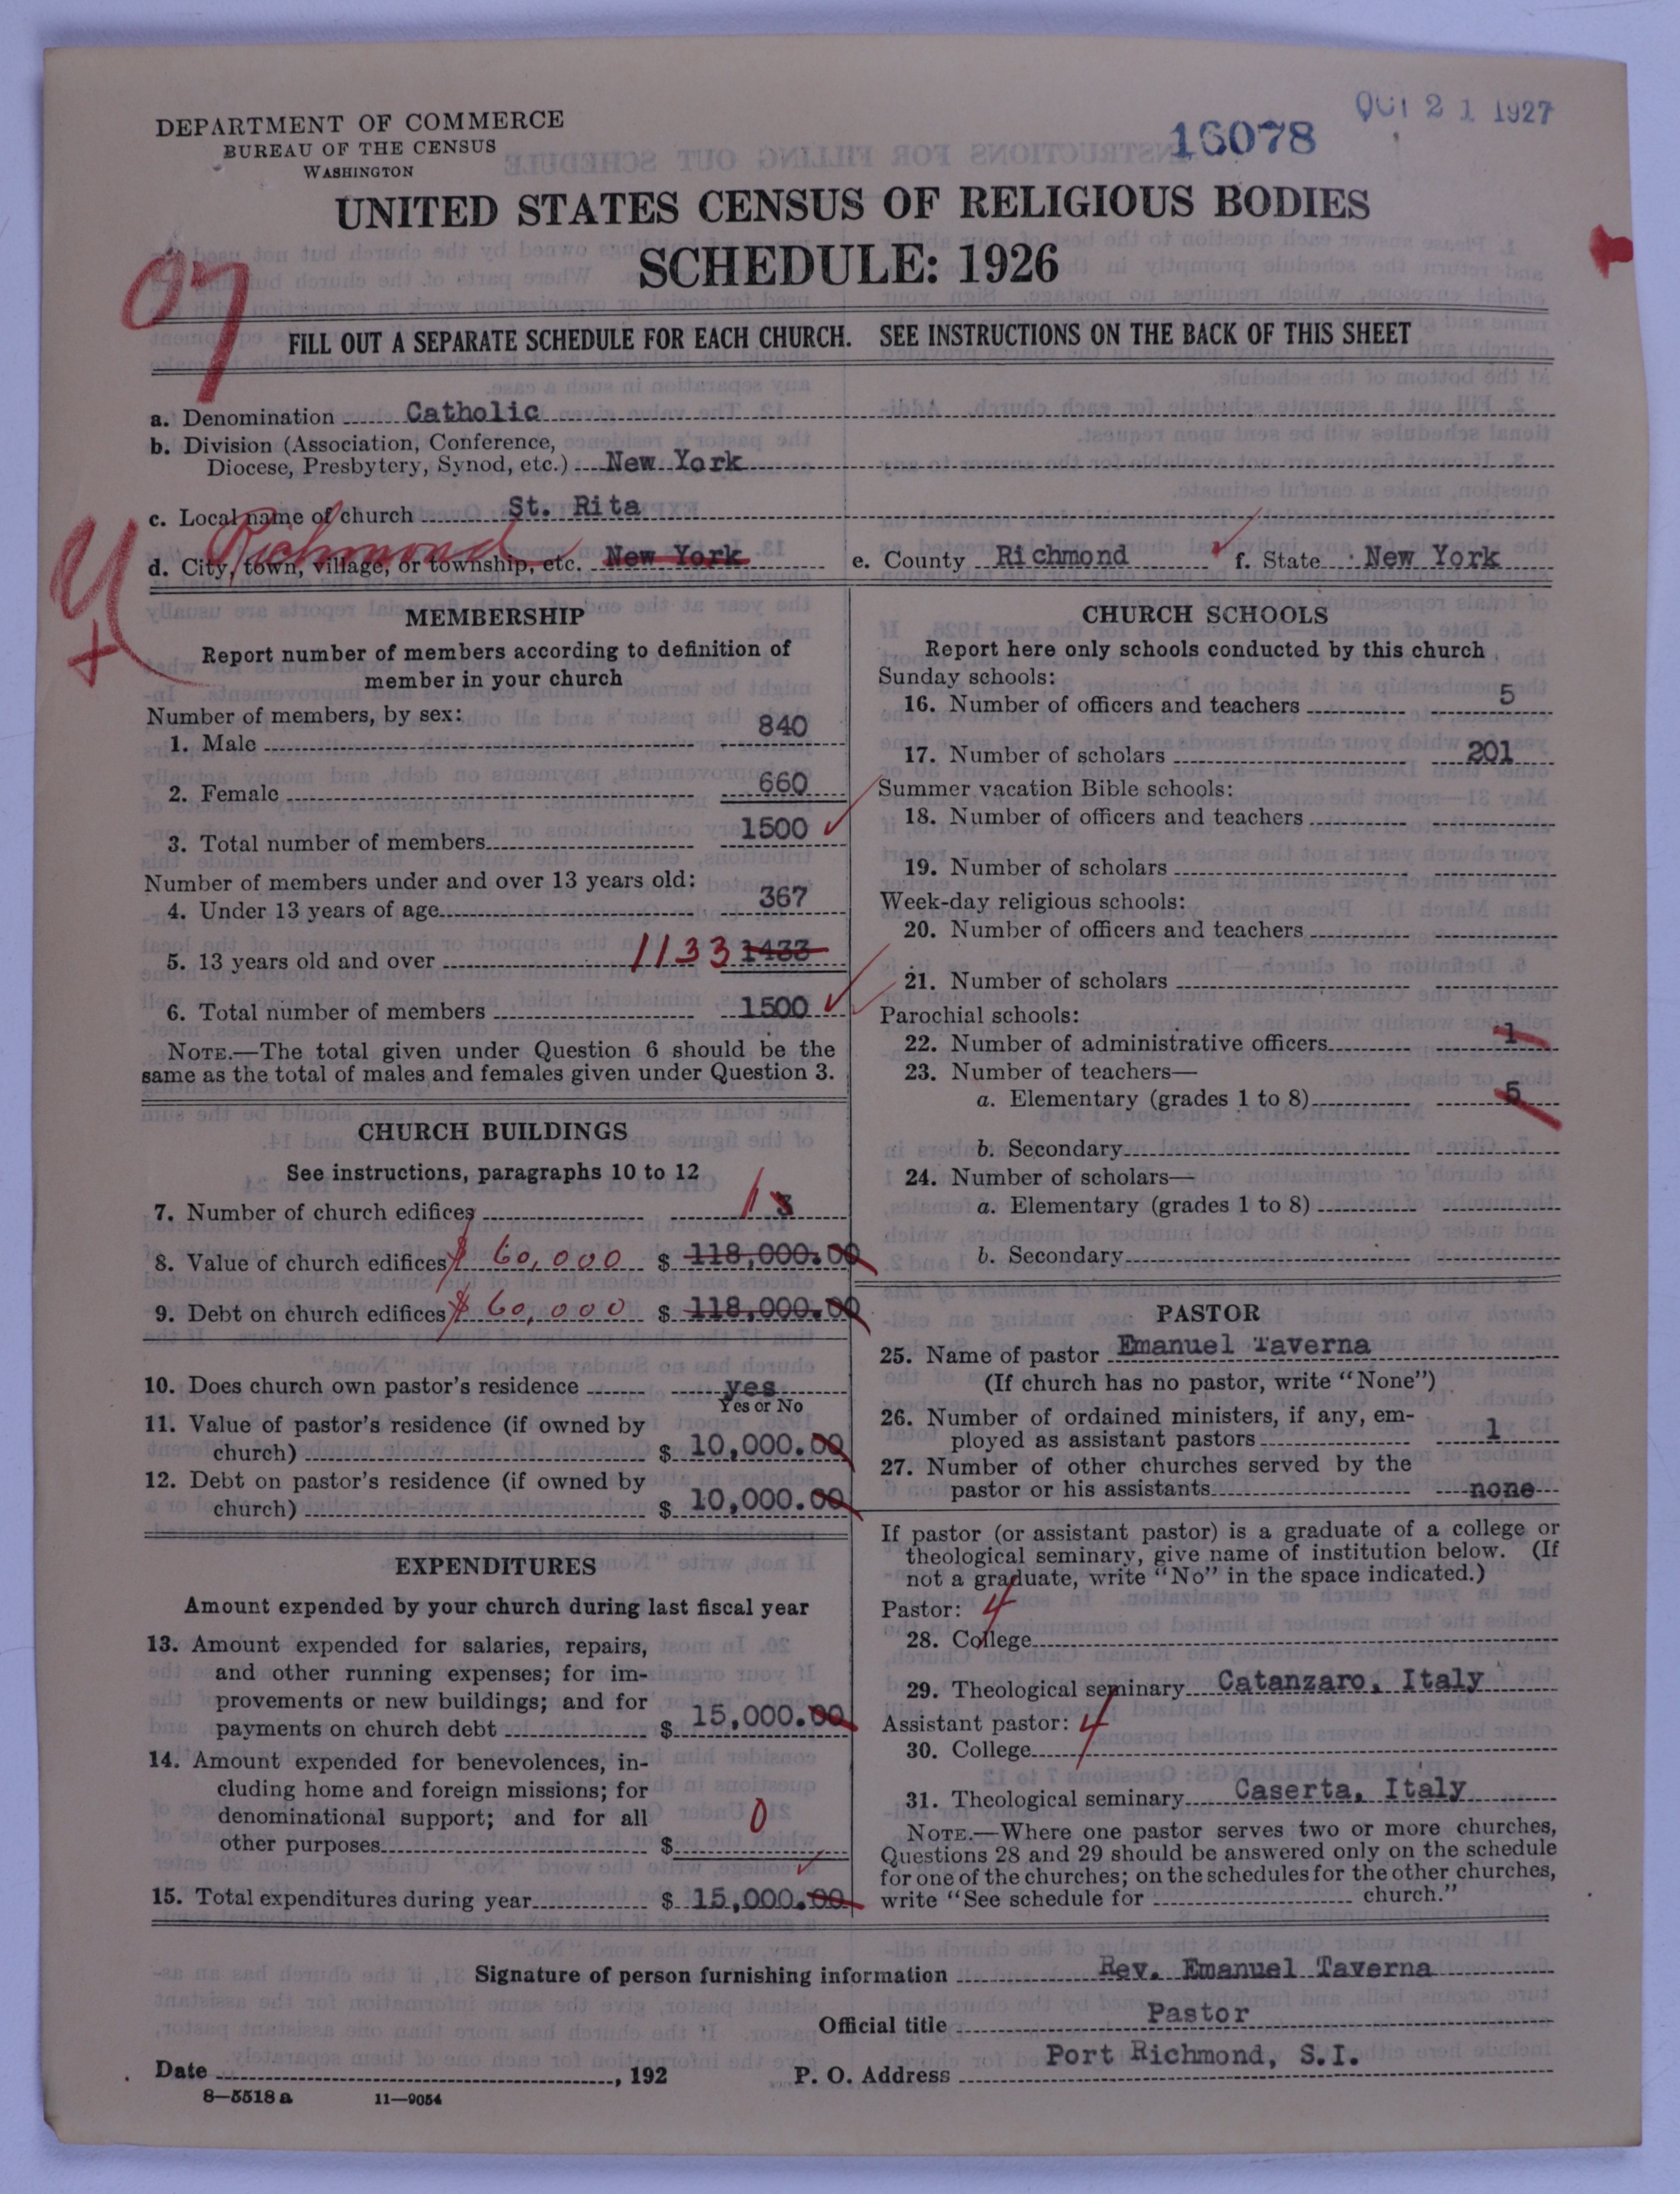 DEPARTMENT OF COMMERCE
BUREAU OF THE CENSUS
WASHINGTON
16078
OCT 21 1927
UNITED STATES CENSUS OF RELIGIOUS BODIES
SCHEDULE: 1926
07
FILL OUT A SEPARATE SCHEDULE FOR EACH CHURCH. SEE INSTRUCTIONS ON THE BACK OF THIS SHEET
a. Denomination Catholic
b. Division (Association, Conference,
Diocese, Presbytery, Synod, etc.) New York
c. Local name of church St. Rita
Richmond
d. City, town, village, or township, etc. New York e. County Richmond f. State New York
MEMBERSHIP
Report number of members according to definition of
member in your church
Number of members, by sex:
1. Male 840
2. Female 660
3. Total number of members 1500
Number of members under and over 13 years old:
4. Under 13 years of age 367
5. 13 years old and over 1133 1433
6. Total number of members 1500
NOTE.—The total given under Question 6 should be the
same as the total of males and females given under Question 3.
CHURCH BUILDINGS
See instructions, paragraphs 10 to 12
7. Number of church edifices 1 3
8. Value of church edifices $ 60,000 $ 118,000.00
9. Debt on church edifices $ 60,000 $ 118,000.00
10. Does church own pastor's residence yes
Yes or No
11. Value of pastor's residence (if owned by
church) $ 10,000.00
12. Debt on pastor's residence (if owned by
church) $ 10,000.00
EXPENDITURES
Amount expended by your church during last fiscal year
13. Amount expended for salaries, repairs,
and other running expenses; for im-
provements or new buildings; and for
payments on church debt $ 15,000.00
14. Amount expended for benevolences, in-
cluding home and foreign missions; for
denominational support; and for all
other purposes $ 0
15. Total expenditures during year $ 15,000.00
CHURCH SCHOOLS
Report here only schools conducted by this church
Sunday schools:
16. Number of officers and teachers 5
17. Number of scholars 201
Summer vacation Bible schools:
18. Number of officers and teachers
19. Number of scholars
Week-day religious schools:
20. Number of officers and teachers
21. Number of scholars
Parochial schools:
22. Number of administrative officers 1
23. Number of teachers—
a. Elementary (grades 1 to 8) 5
b. Secondary
24. Number of scholars—
a. Elementary (grades 1 to 8)
b. Secondary
PASTOR
25. Name of pastor Emanuel Taverna
(If church has no pastor, write "None")
26. Number of ordained ministers, if any, em-
ployed as assistant pastors 1
27. Number of other churches served by the
pastor or his assistants none
If pastor (or assistant pastor) is a graduate of a college or
theological seminary, give name of institution below. (If
not a graduate, write "No" in the space indicated.)
Pastor: 4
28. College
29. Theological seminary Catanzaro, Italy
Assistant pastor: 4
30. College
31. Theological seminary Caserta, Italy
NOTE.—Where one pastor serves two or more churches,
Questions 28 and 29 should be answered only on the schedule
for one of the churches; on the schedules for the other churches,
write "See schedule for church."
Signature of person furnishing information Rev. Emanuel Taverna
Official title Pastor
Date , 192 P. O. Address Port Richmond, S.I.
8—5518 a 11—9054